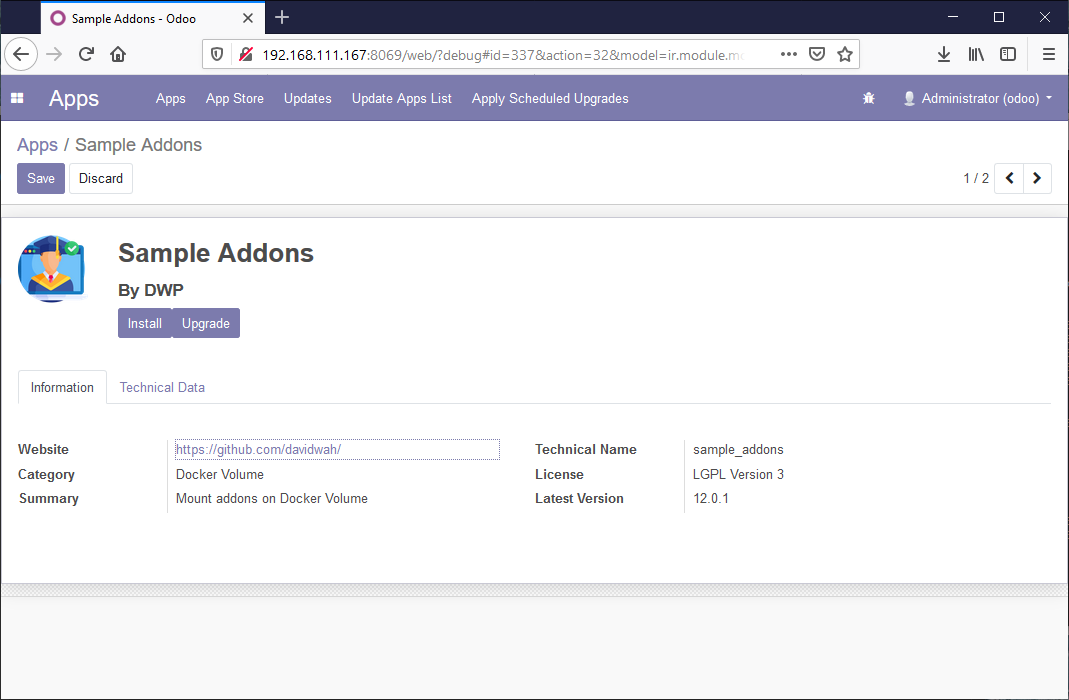 Sample Addons - Odoo
192.168.111.167:8069/web/?debug#id=337&action=32&model=ir.module.mo
Apps Apps App Store Updates Update Apps List Apply Scheduled Upgrades Administrator (odoo)
Apps / Sample Addons
Save Discard 1 / 2
Sample Addons
By DWP
Install Upgrade
Information Technical Data
Website https://github.com/davidwah/ Technical Name sample_addons
Category Docker Volume License LGPL Version 3
Summary Mount addons on Docker Volume Latest Version 12.0.1